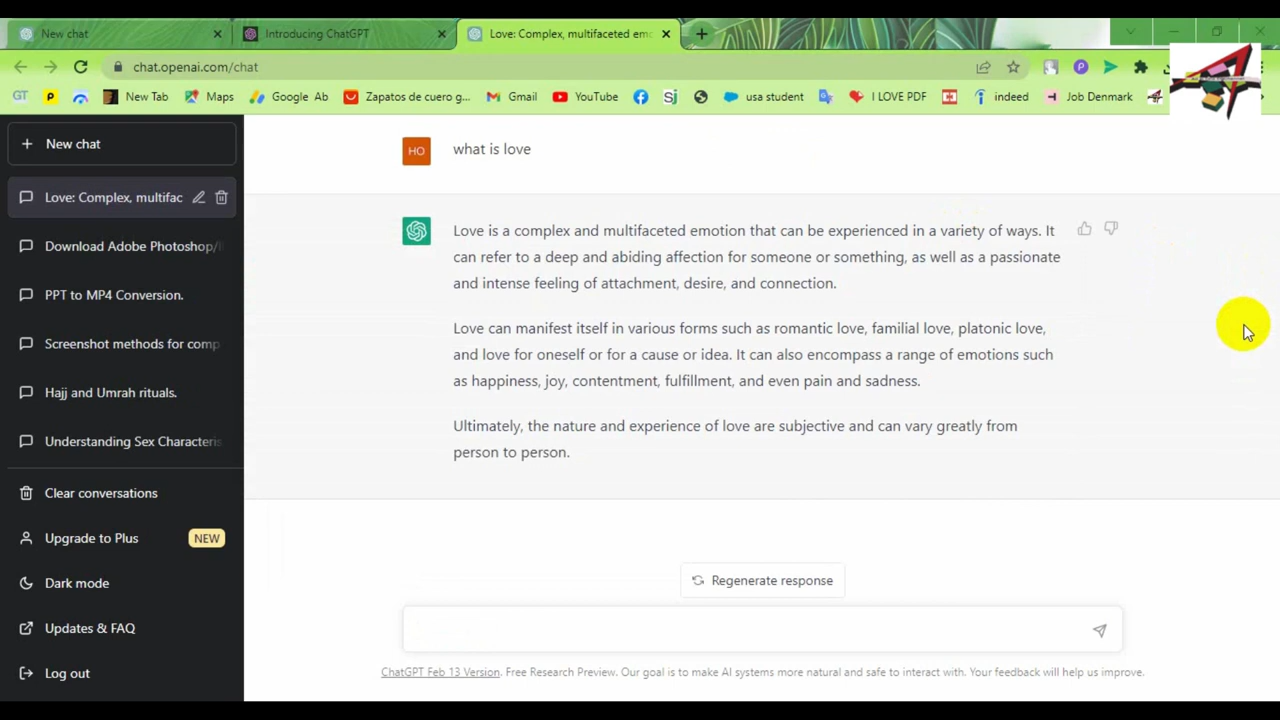 New chat
Introducing ChatGPT
Love: Complex, multifaceted em
chat.openai.com/chat
GT
New Tab
Maps
Google Ab
Zapatos de cuero g...
Gmail
YouTube
Sj
usa student
I LOVE PDF
indeed
Job Denmark
New chat
Love: Complex, multifac
Download Adobe Photoshop/
PPT to MP4 Conversion.
Screenshot methods for comp
Hajj and Umrah rituals.
Understanding Sex Characteris
Clear conversations
Upgrade to Plus
NEW
Dark mode
Updates & FAQ
Log out
HO
what is love
Love is a complex and multifaceted emotion that can be experienced in a variety of ways. It
can refer to a deep and abiding affection for someone or something, as well as a passionate
and intense feeling of attachment, desire, and connection.
Love can manifest itself in various forms such as romantic love, familial love, platonic love,
and love for oneself or for a cause or idea. It can also encompass a range of emotions such
as happiness, joy, contentment, fulfillment, and even pain and sadness.
Ultimately, the nature and experience of love are subjective and can vary greatly from
person to person.
Regenerate response
ChatGPT Feb 13 Version. Free Research Preview. Our goal is to make AI systems more natural and safe to interact with. Your feedback will help us improve.